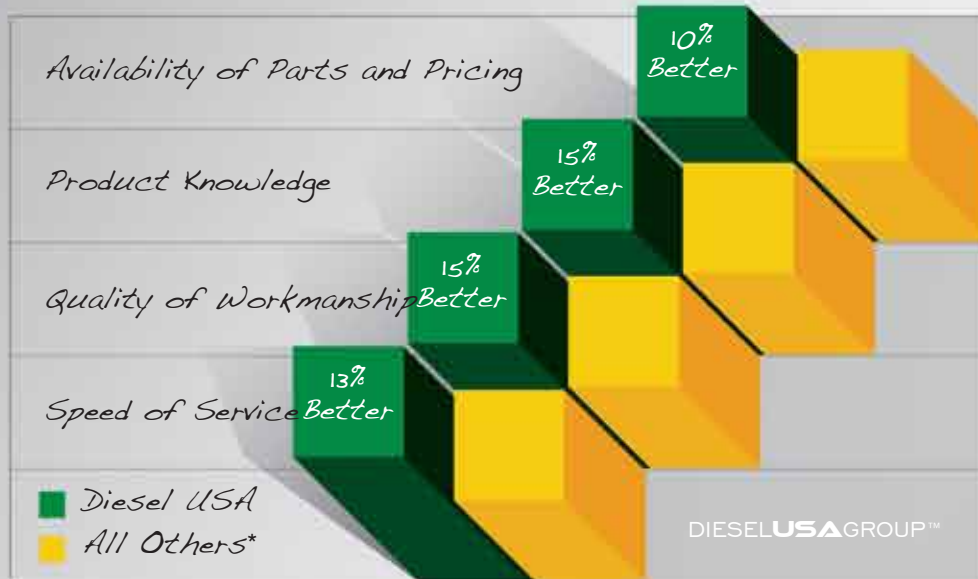 Availability of Parts and Pricing
10%
Better
Product Knowledge
15%
Better
Quality of Workmanship
15%
Better
Speed of Service
13%
Better
Diesel USA
All Others*
DIESELUSAGROUP™